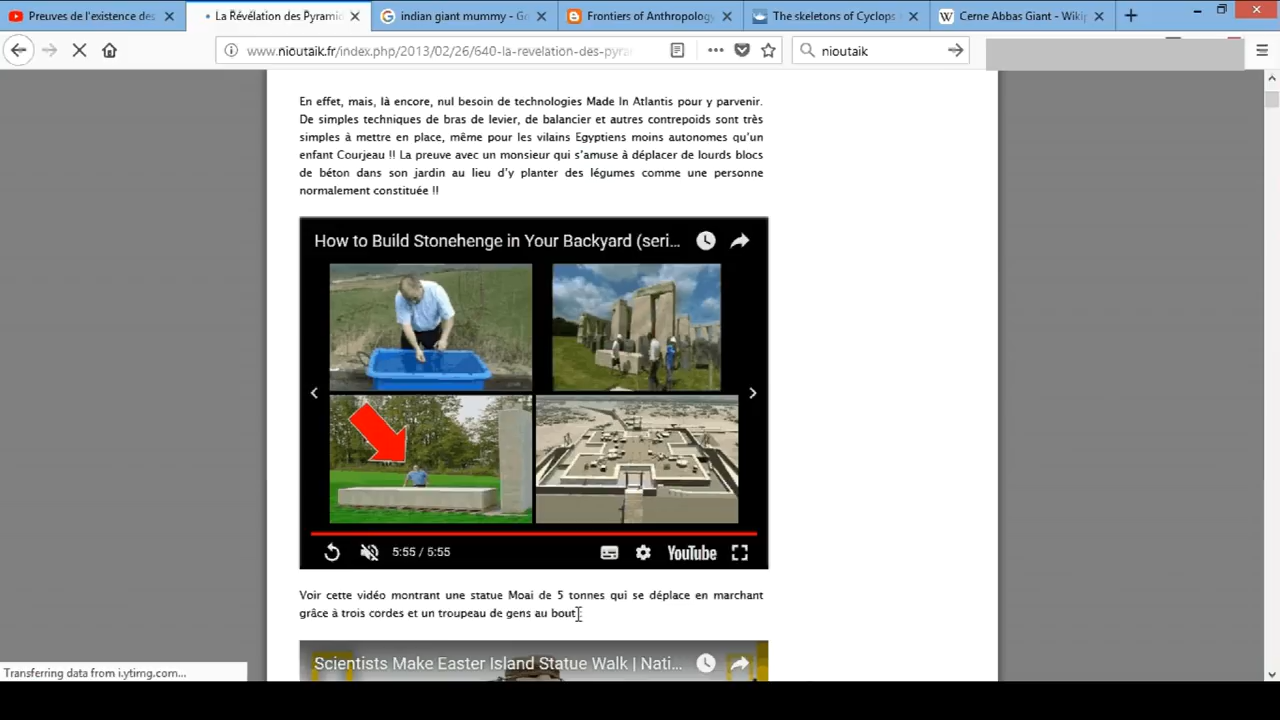 Preuves de l'existence des
La Révélation des Pyramid
indian giant mummy - Go
Frontiers of Anthropology
The skeletons of Cyclops
Cerne Abbas Giant - Wikip
www.nioutaik.fr/index.php/2013/02/26/640-la-revelation-des-pyra
nioutaik
En effet, mais, là encore, nul besoin de technologies Made In Atlantis pour y parvenir.
De simples techniques de bras de levier, de balancier et autres contrepoids sont très
simples à mettre en place, même pour les vilains Egyptiens moins autonomes qu'un
enfant Courjeau !! La preuve avec un monsieur qui s'amuse à déplacer de lourds blocs
de béton dans son jardin au lieu d'y planter des légumes comme une personne
normalement constituée !!
How to Build Stonehenge in Your Backyard (seri...
5:55 / 5:55
YouTube
Voir cette vidéo montrant une statue Moai de 5 tonnes qui se déplace en marchant
grâce à trois cordes et un troupeau de gens au bout
Scientists Make Easter Island Statue Walk | Nati...
Transferring data from i.ytimg.com...